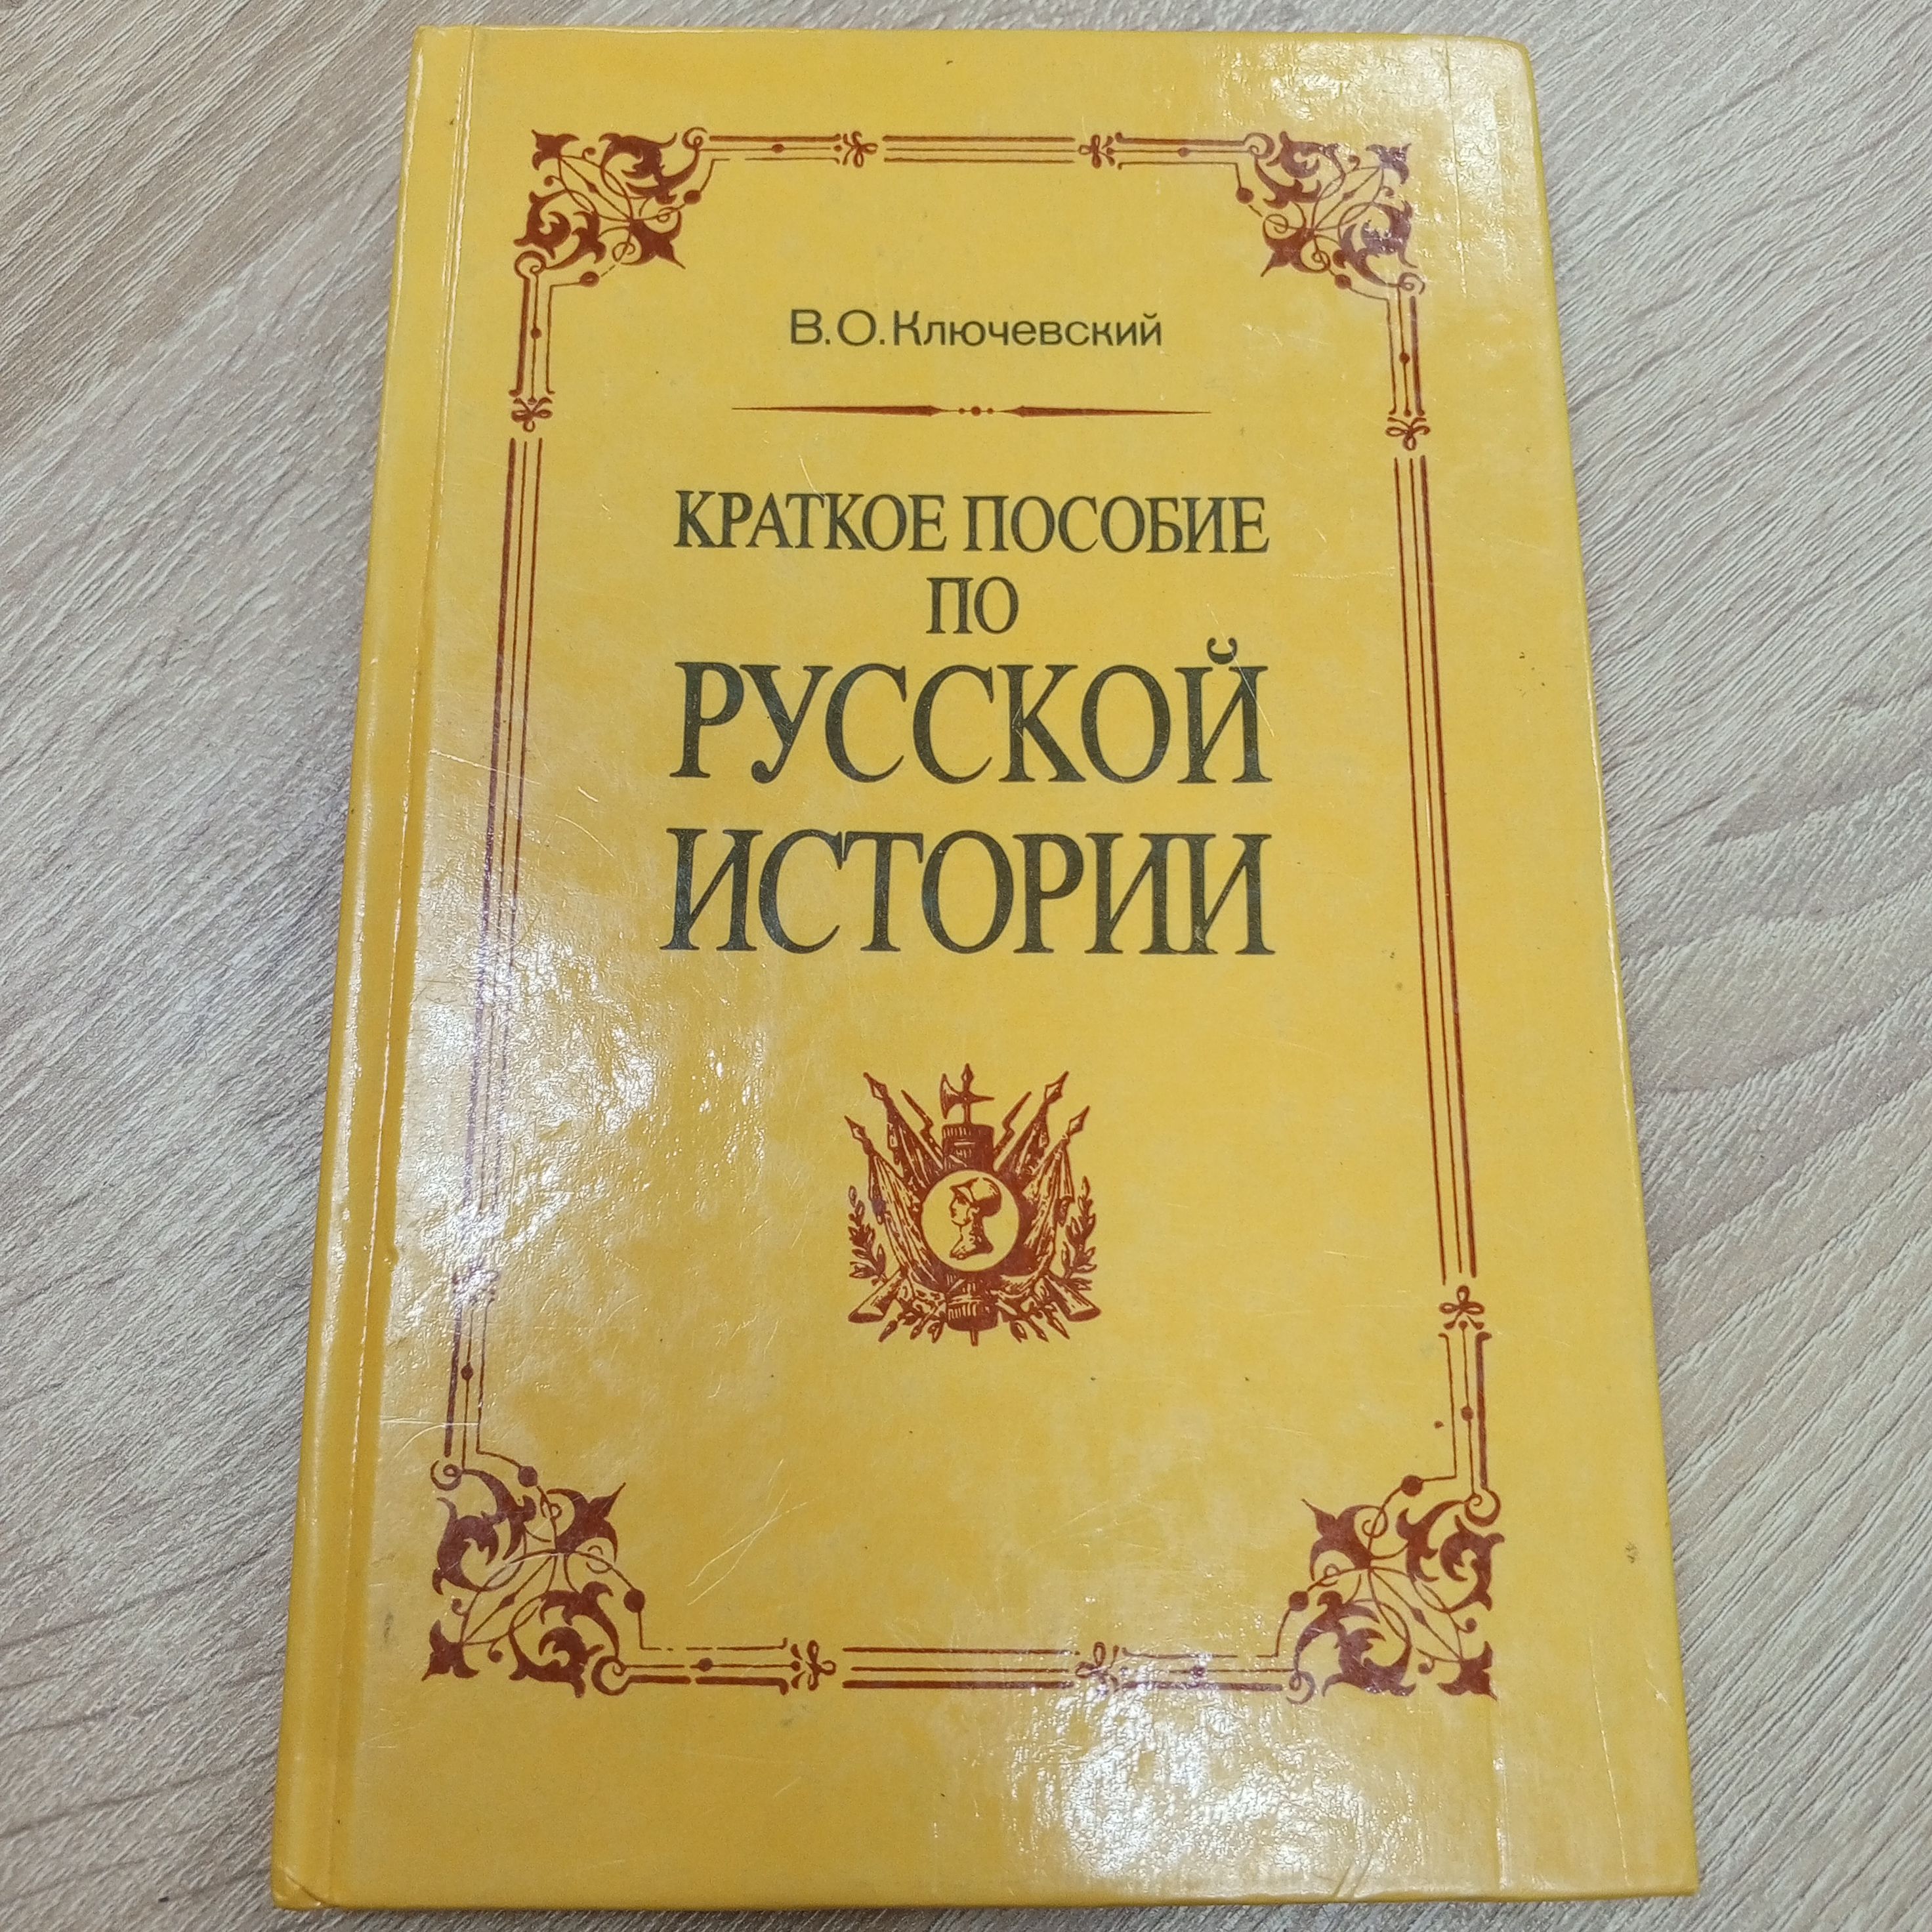 В.О.Ключевский
КРАТКОЕ ПОСОБИЕ
ПО
РУССКОЙ
ИСТОРИИ